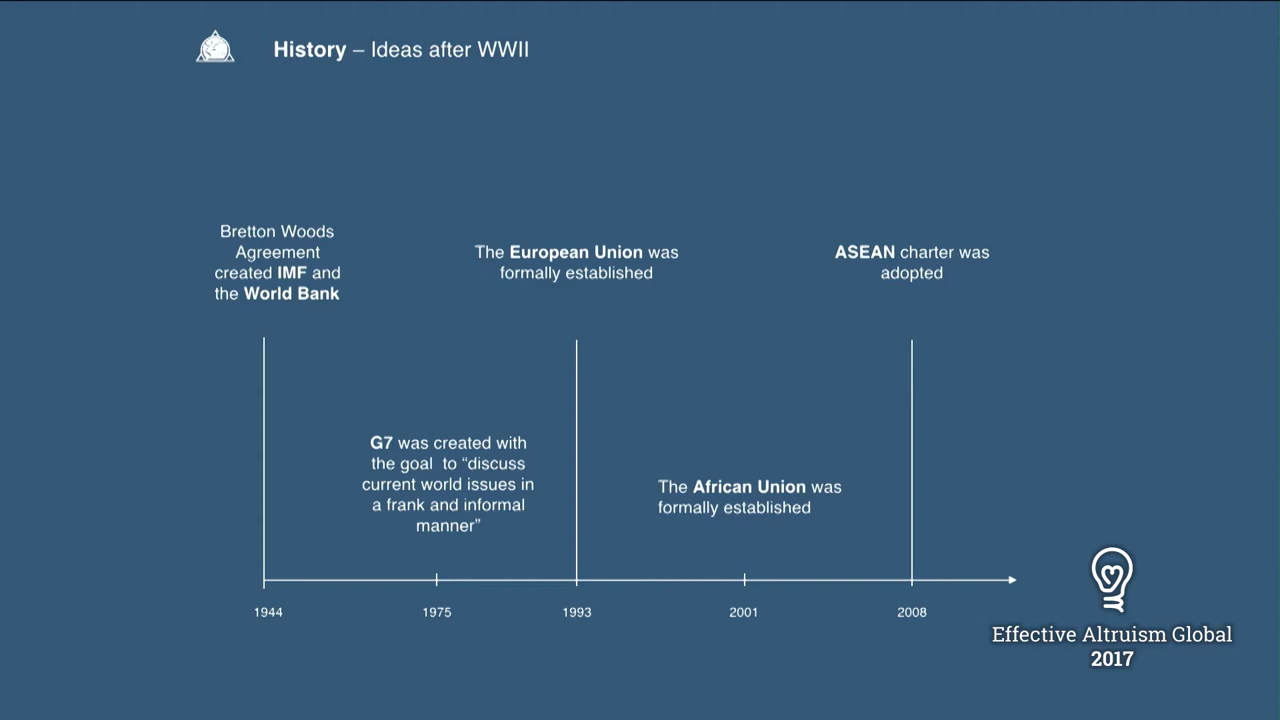 History – Ideas after WWII
Bretton Woods
Agreement
created IMF and
the World Bank
The European Union was
formally established
ASEAN charter was
adopted
G7 was created with
the goal  to “discuss
current world issues in
a frank and informal
manner”
The African Union was
formally established
1944
1975
1993
2001
2008
Effective Altruism Global
2017